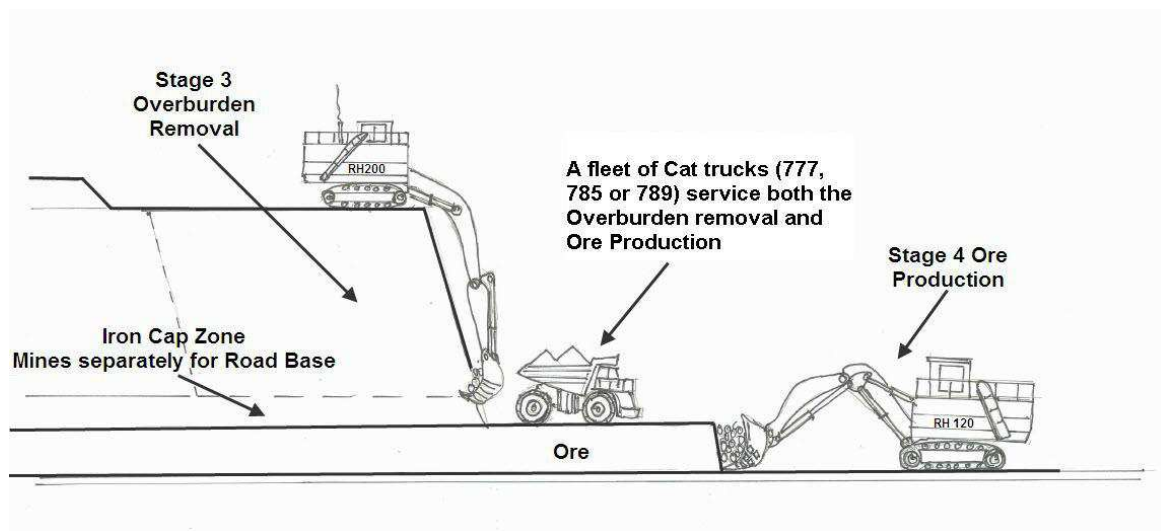 Stage 3
Overburden
Removal
RH200
A fleet of Cat trucks (777,
785 or 789) service both the
Overburden removal and
Ore Production
Stage 4 Ore
Production
Iron Cap Zone
Mines separately for Road Base
RH 120
Ore